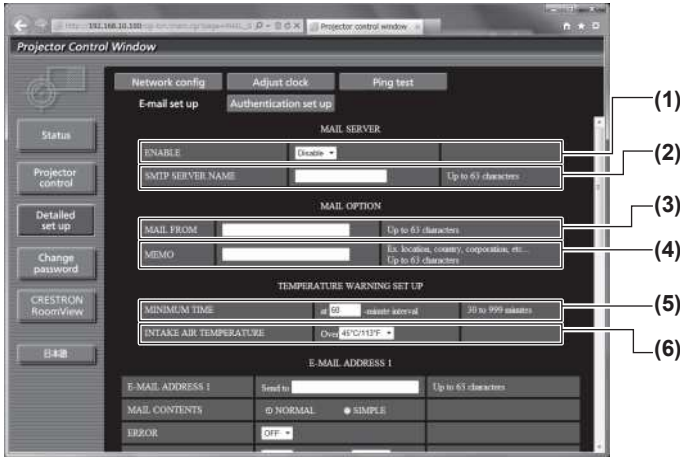 192.168.10.100
Projector control window
Projector Control Window
Network config Adjust clock Ping test
E-mail set up Authentication set up
Status
Projector control
Detailed set up
Change password
CRESTRON RoomView
日本語
MAIL SERVER
ENABLE Disable
(1)
SMTP SERVER NAME Up to 63 characters
(2)
MAIL OPTION
MAIL FROM Up to 63 characters
(3)
MEMO Ex. location, country, corporation, etc...
Up to 63 characters
(4)
TEMPERATURE WARNING SET UP
MINIMUM TIME at 60 -minute interval 30 to 999 minutes
(5)
INTAKE AIR TEMPERATURE Over 45°C/113°F
(6)
E-MAIL ADDRESS 1
E-MAIL ADDRESS 1 Send to Up to 63 characters
MAIL CONTENTS NORMAL SIMPLE
ERROR OFF